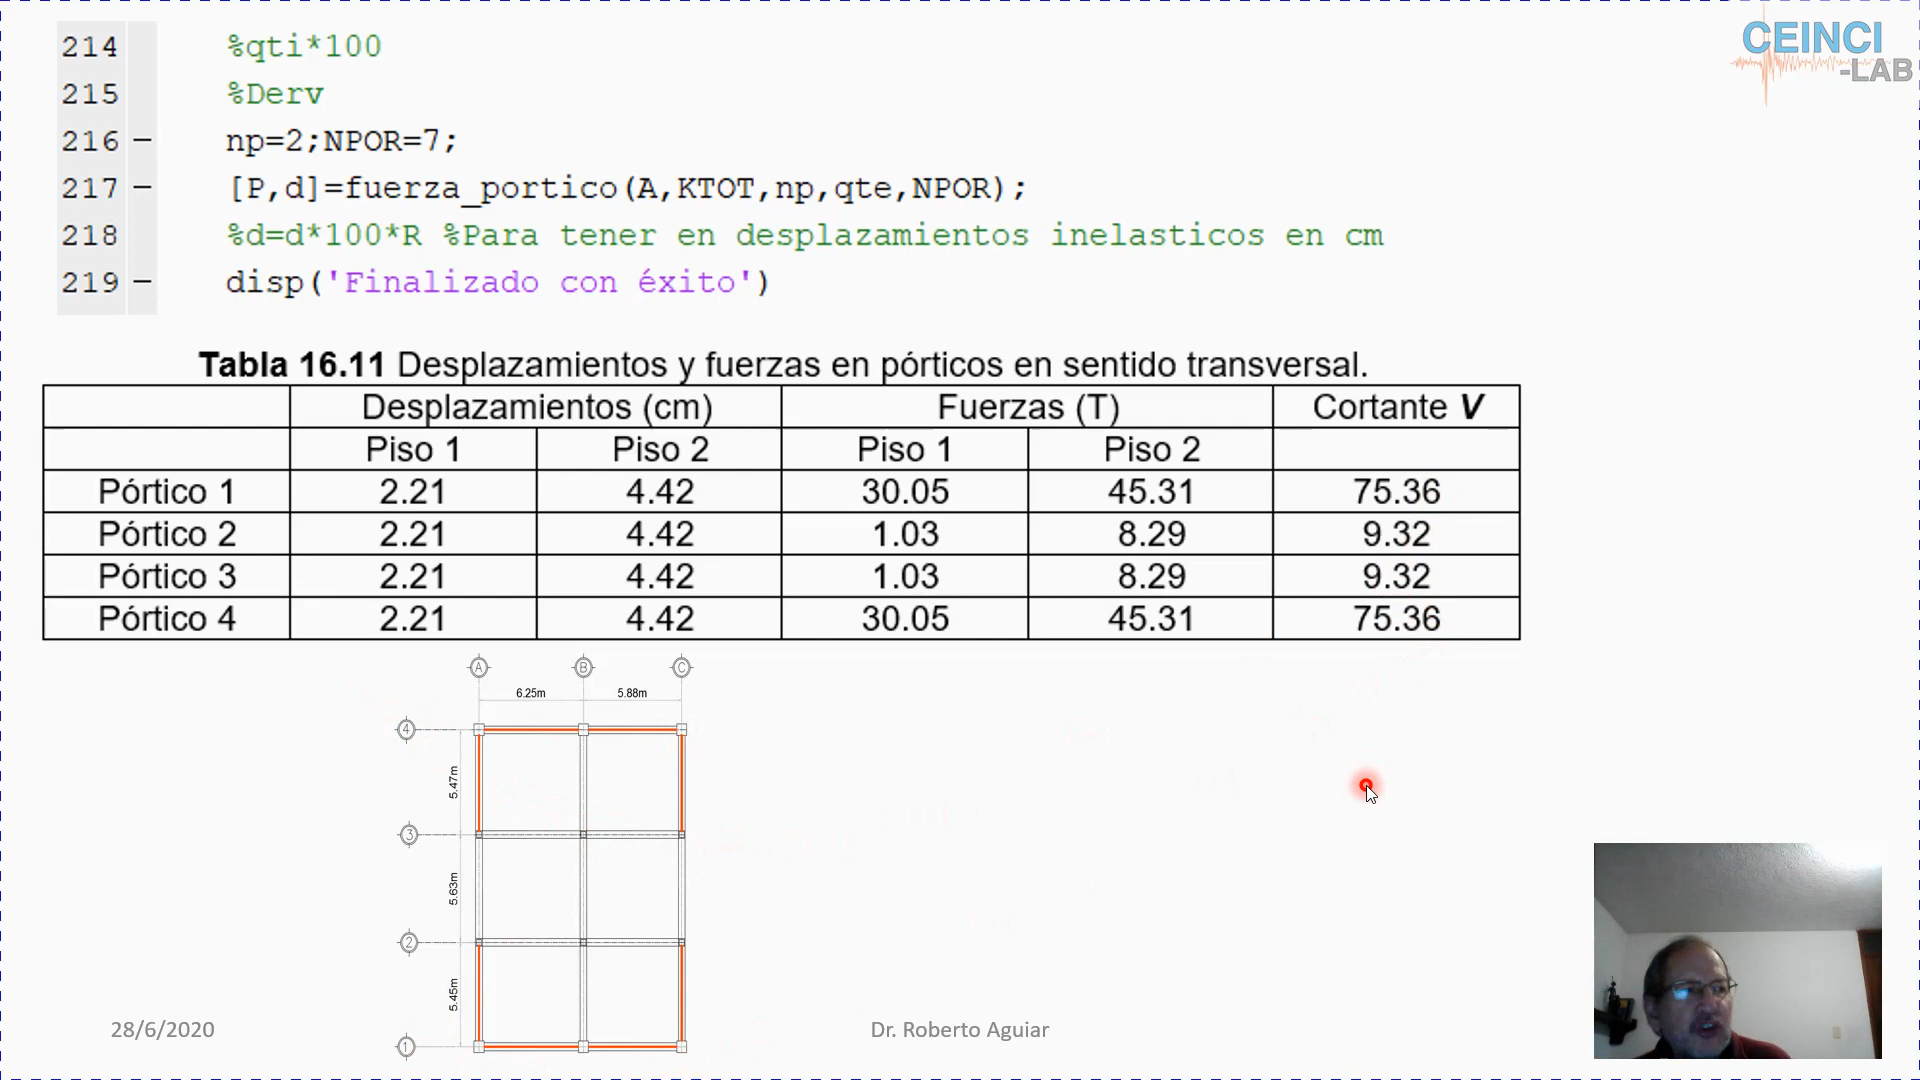 214 %qti*100
215 %Derv
216 – np=2;NPOR=7;
217 – [P,d]=fuerza_portico(A,KTOT,np,qte,NPOR);
218 %d=d*100*R %Para tener en desplazamientos inelasticos en cm
219 – disp('Finalizado con éxito')
CEINCI
-LAB
Tabla 16.11 Desplazamientos y fuerzas en pórticos en sentido transversal.
Desplazamientos (cm) Fuerzas (T) Cortante V
Piso 1 Piso 2 Piso 1 Piso 2
Pórtico 1 2.21 4.42 30.05 45.31 75.36
Pórtico 2 2.21 4.42 1.03 8.29 9.32
Pórtico 3 2.21 4.42 1.03 8.29 9.32
Pórtico 4 2.21 4.42 30.05 45.31 75.36
A B C
6.25m 5.88m
4
5.47m
3
5.63m
2
5.45m
1
28/6/2020
Dr. Roberto Aguiar